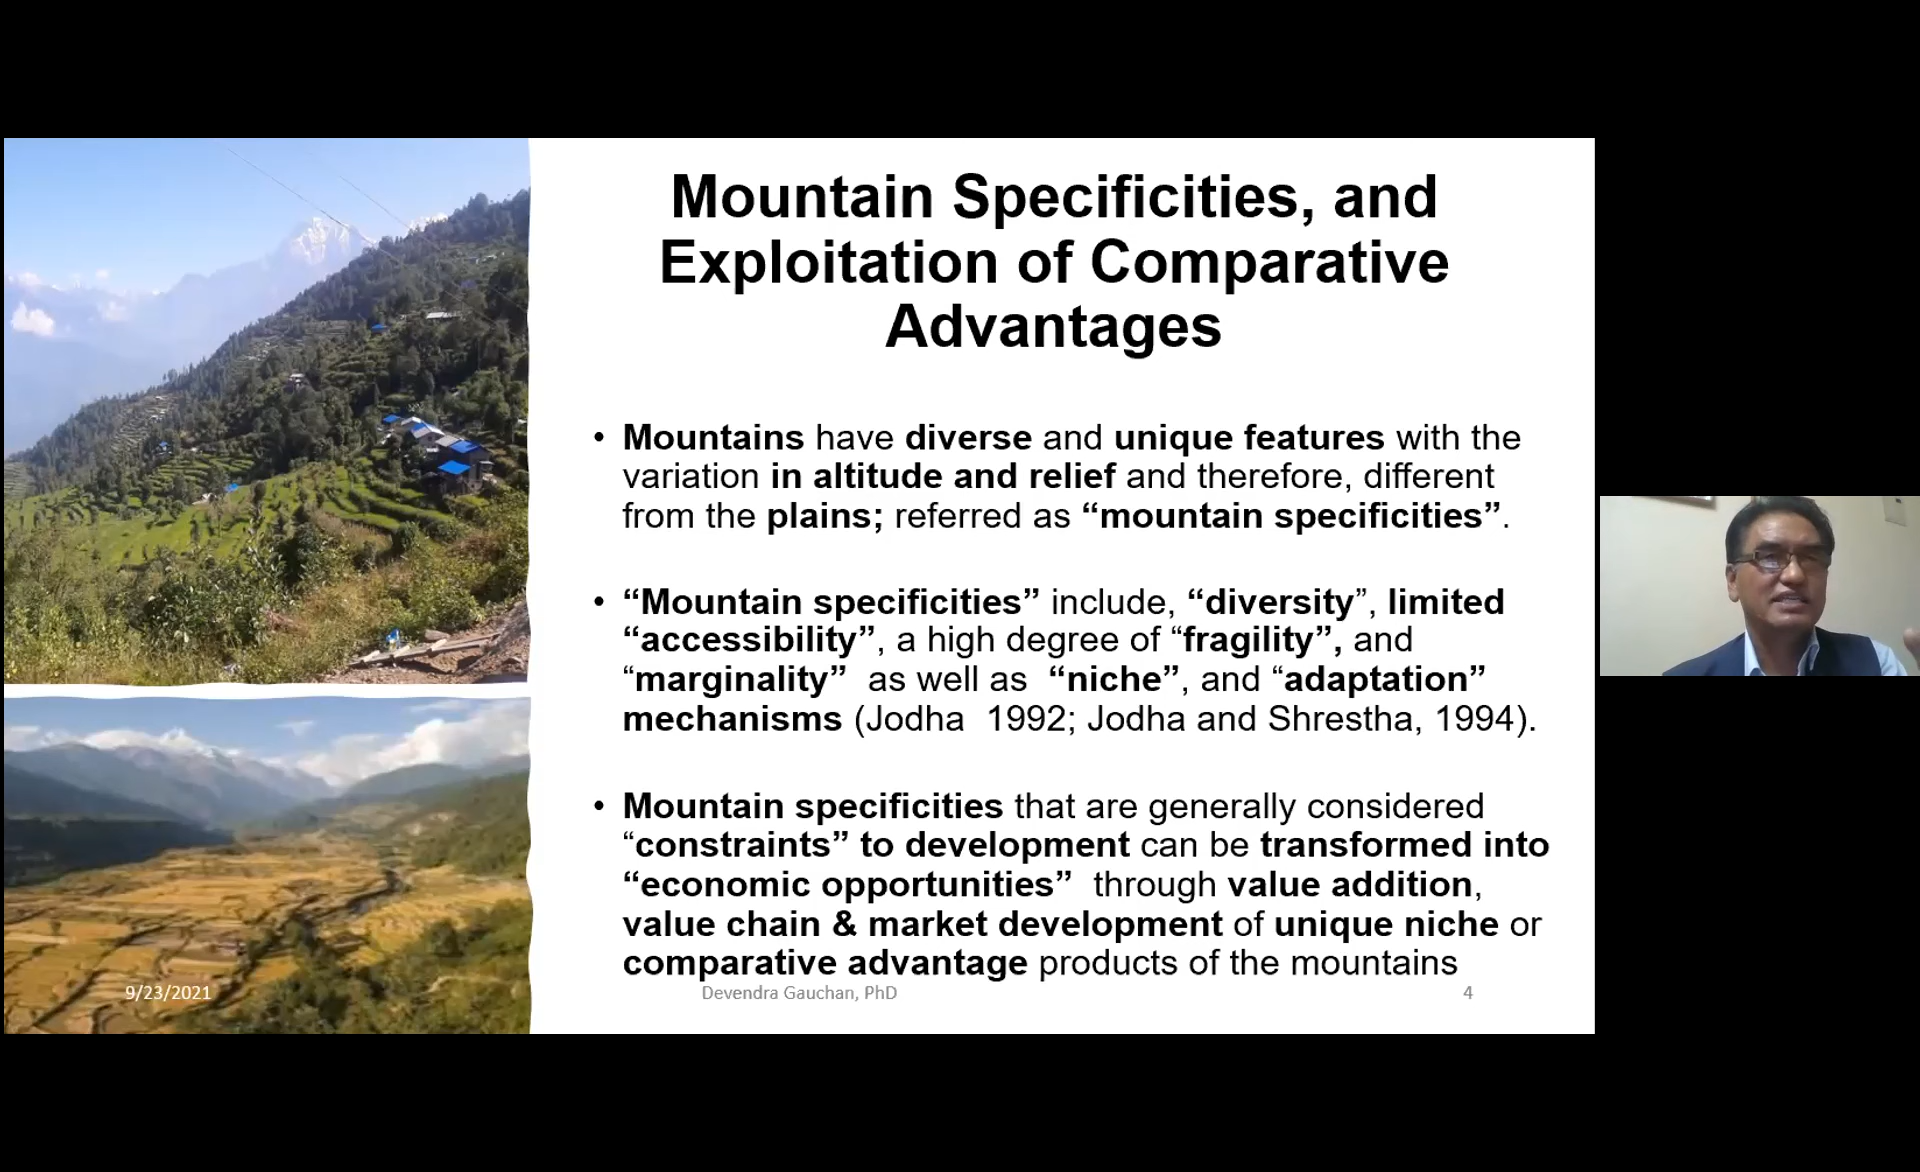 Mountain Specificities, and
Exploitation of Comparative
Advantages
• Mountains have diverse and unique features with the
variation in altitude and relief and therefore, different
from the plains; referred as “mountain specificities”.
• “Mountain specificities” include, “diversity”, limited
“accessibility”, a high degree of “fragility”, and
“marginality”  as well as  “niche”, and “adaptation”
mechanisms (Jodha  1992; Jodha and Shrestha, 1994).
• Mountain specificities that are generally considered
“constraints” to development can be transformed into
“economic opportunities”  through value addition,
value chain & market development of unique niche or
comparative advantage products of the mountains
9/23/2021
Devendra Gauchan, PhD
4